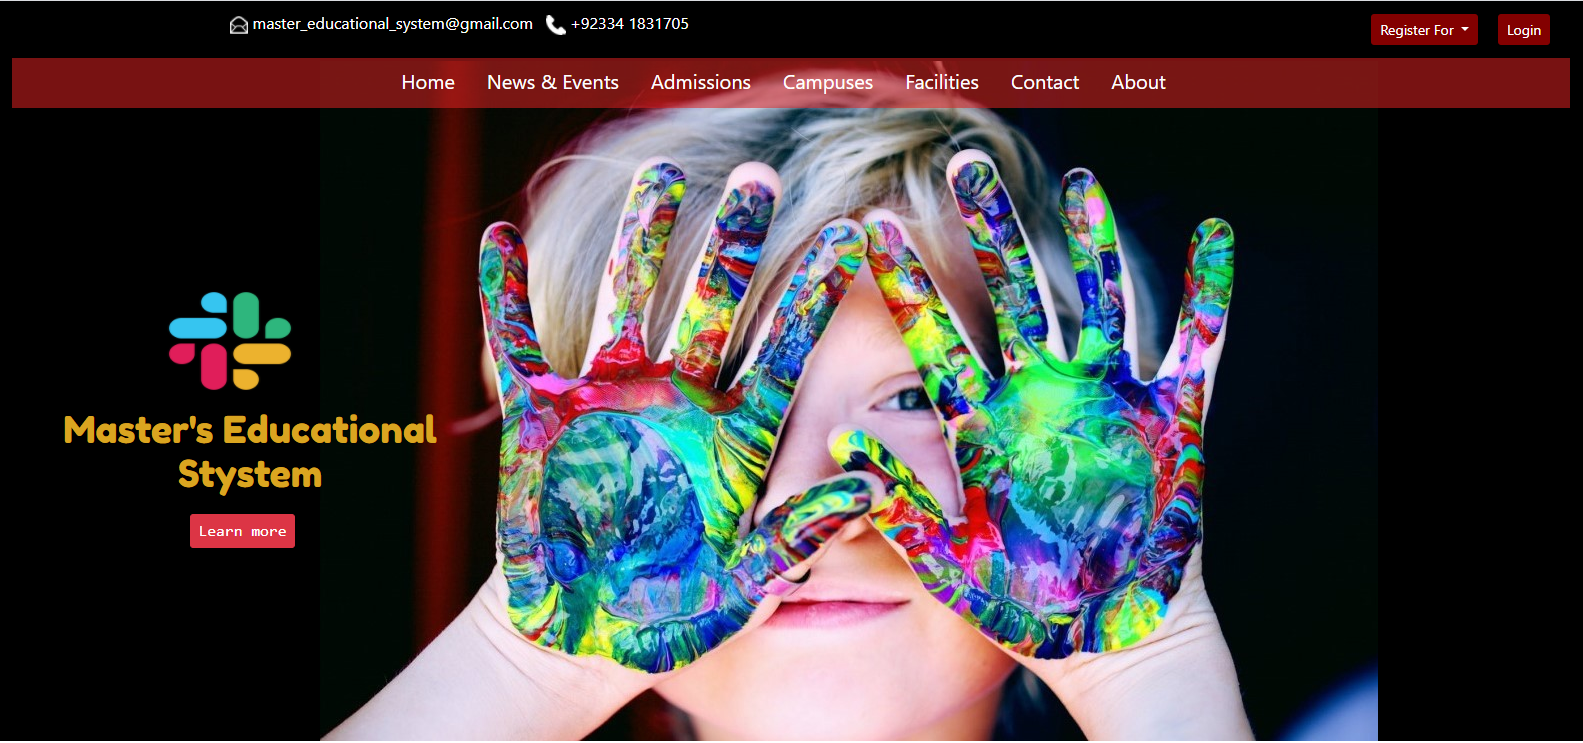 master_educational_system@gmail.com +92334 1831705 Register For Login
Home News & Events Admissions Campuses Facilities Contact About
Master's Educational
Stystem
Learn more